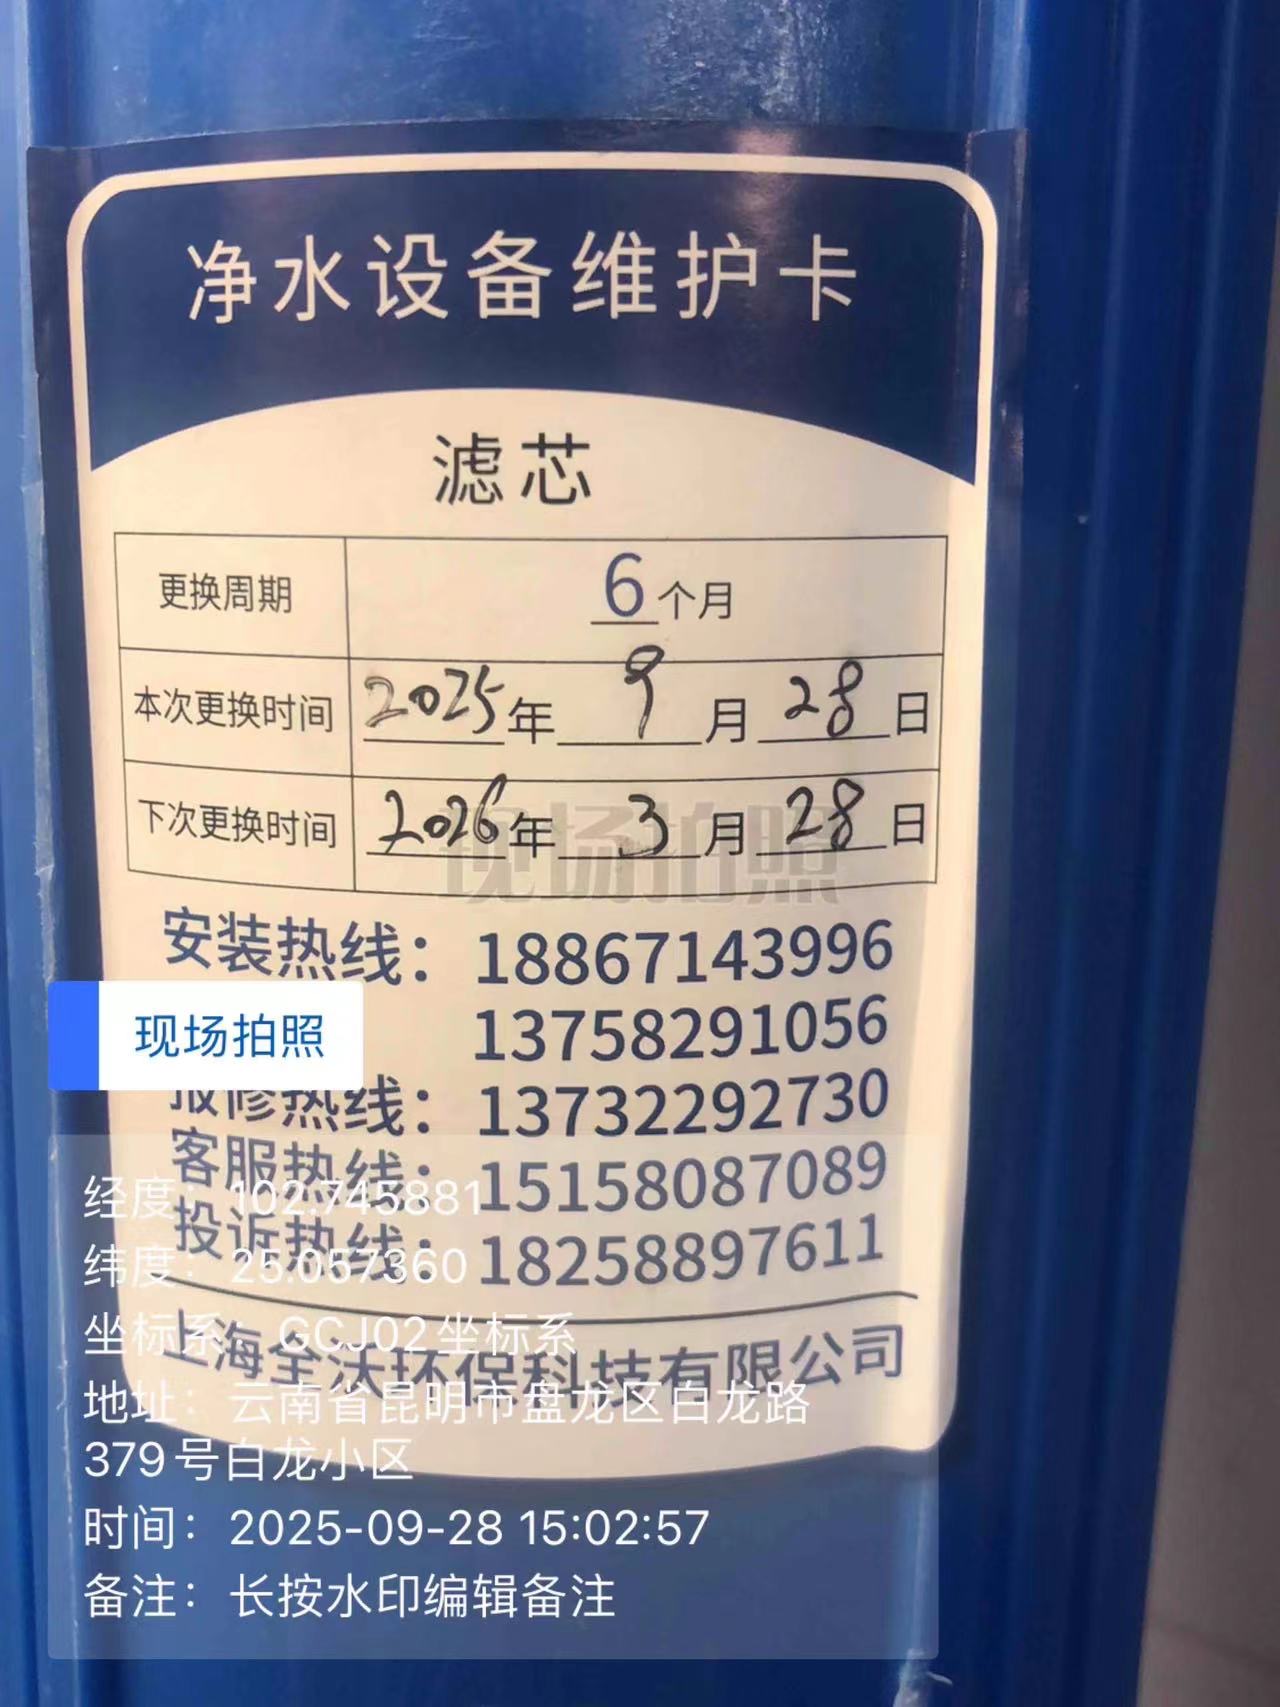 净水设备维护卡
滤芯
更换周期 6个月
本次更换时间 2025年9月28日
下次更换时间 2026年3月28日
现场拍照
安装热线：18867143996
13758291056
现场拍照
报修热线：13732292730
客服热线：15158087089
投诉热线：18258897611
上海全沃环保科技有限公司
经度：102.745881
纬度：25.057360
坐标系：GCJ02坐标系
地址：云南省昆明市盘龙区白龙路
379号白龙小区
时间：2025-09-28 15:02:57
备注：长按水印编辑备注